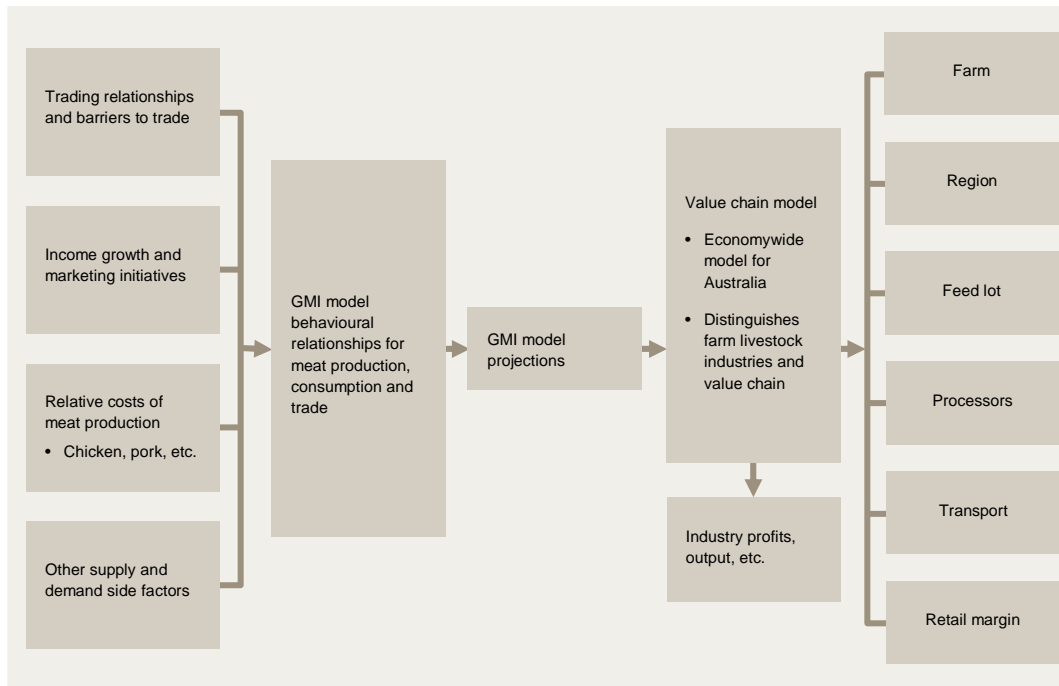 Trading relationships
and barriers to trade
Income growth and
marketing initiatives
Relative costs of
meat production
• Chicken, pork, etc.
Other supply and
demand side factors
GMI model
behavioural
relationships for
meat production,
consumption and
trade
GMI model
projections
Value chain model
• Economywide
model for
Australia
• Distinguishes
farm livestock
industries and
value chain
Industry profits,
output, etc.
Farm
Region
Feed lot
Processors
Transport
Retail margin